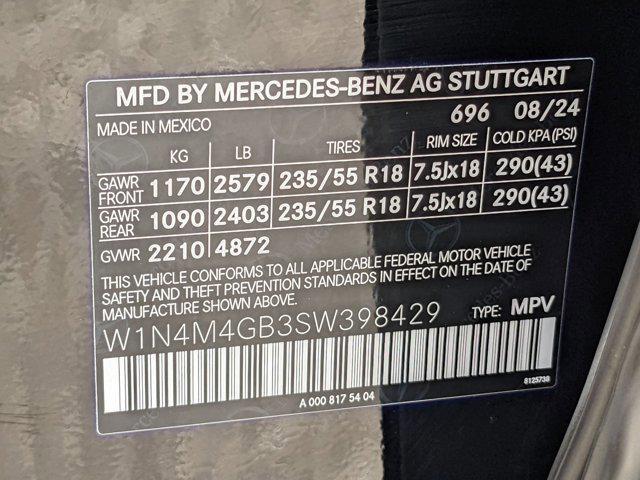 MFD BY MERCEDES-BENZ AG STUTTGART
MADE IN MEXICO 696 08/24
KG LB TIRES RIM SIZE COLD KPA(PSI)
GAWR FRONT 1170 2579 235/55 R18 7.5Jx18 290(43)
GAWR REAR 1090 2403 235/55 R18 7.5Jx18 290(43)
GVWR 2210 4872
THIS VEHICLE CONFORMS TO ALL APPLICABLE FEDERAL MOTOR VEHICLE
SAFETY AND THEFT PREVENTION STANDARDS IN EFFECT ON THE DATE OF
MANUFACTURE SHOWN ABOVE.
W1N4M4GB3SW398429 TYPE: MPV
8125738
A 000 817 54 04